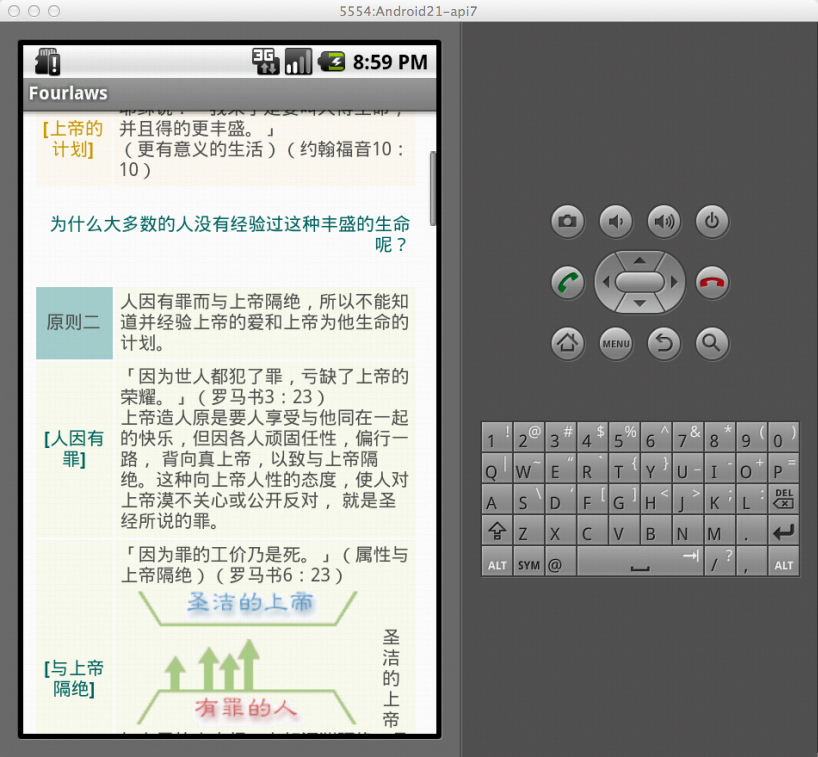 5554:Android21-api7
3G
8:59 PM
Fourlaws
[上帝的
计划]
并且得的更丰盛。」
（更有意义的生活）（约翰福音10：
10）
为什么大多数的人没有经验过这种丰盛的生命
呢？
原则二
人因有罪而与上帝隔绝，所以不能知
道并经验上帝的爱和上帝为他生命的
计划。
[人因有
罪]
「因为世人都犯了罪，亏缺了上帝的
荣耀。」（罗马书3：23）
上帝造人原是要人享受与他同在一起
的快乐，但因各人顽固任性，偏行一
路， 背向真上帝，以致与上帝隔
绝。这种向上帝人性的态度，使人对
上帝漠不关心或公开反对， 就是圣
经所说的罪。
[与上帝
隔绝]
「因为罪的工价乃是死。」（属性与
上帝隔绝）（罗马书6：23）
圣洁的上帝
有罪的人
圣
洁
的
上
帝
MENU
1 ! 2 @ 3 # 4 $ 5 % 6 ^ 7 & 8 * 9 ( 0 )
Q | W ~ E “ R ` T { Y } U _ I - O + P =
A S \ D ‘ F [ G ] H < J > K ; L : DEL
Z X C V B N M .
ALT SYM @ / ? , ALT